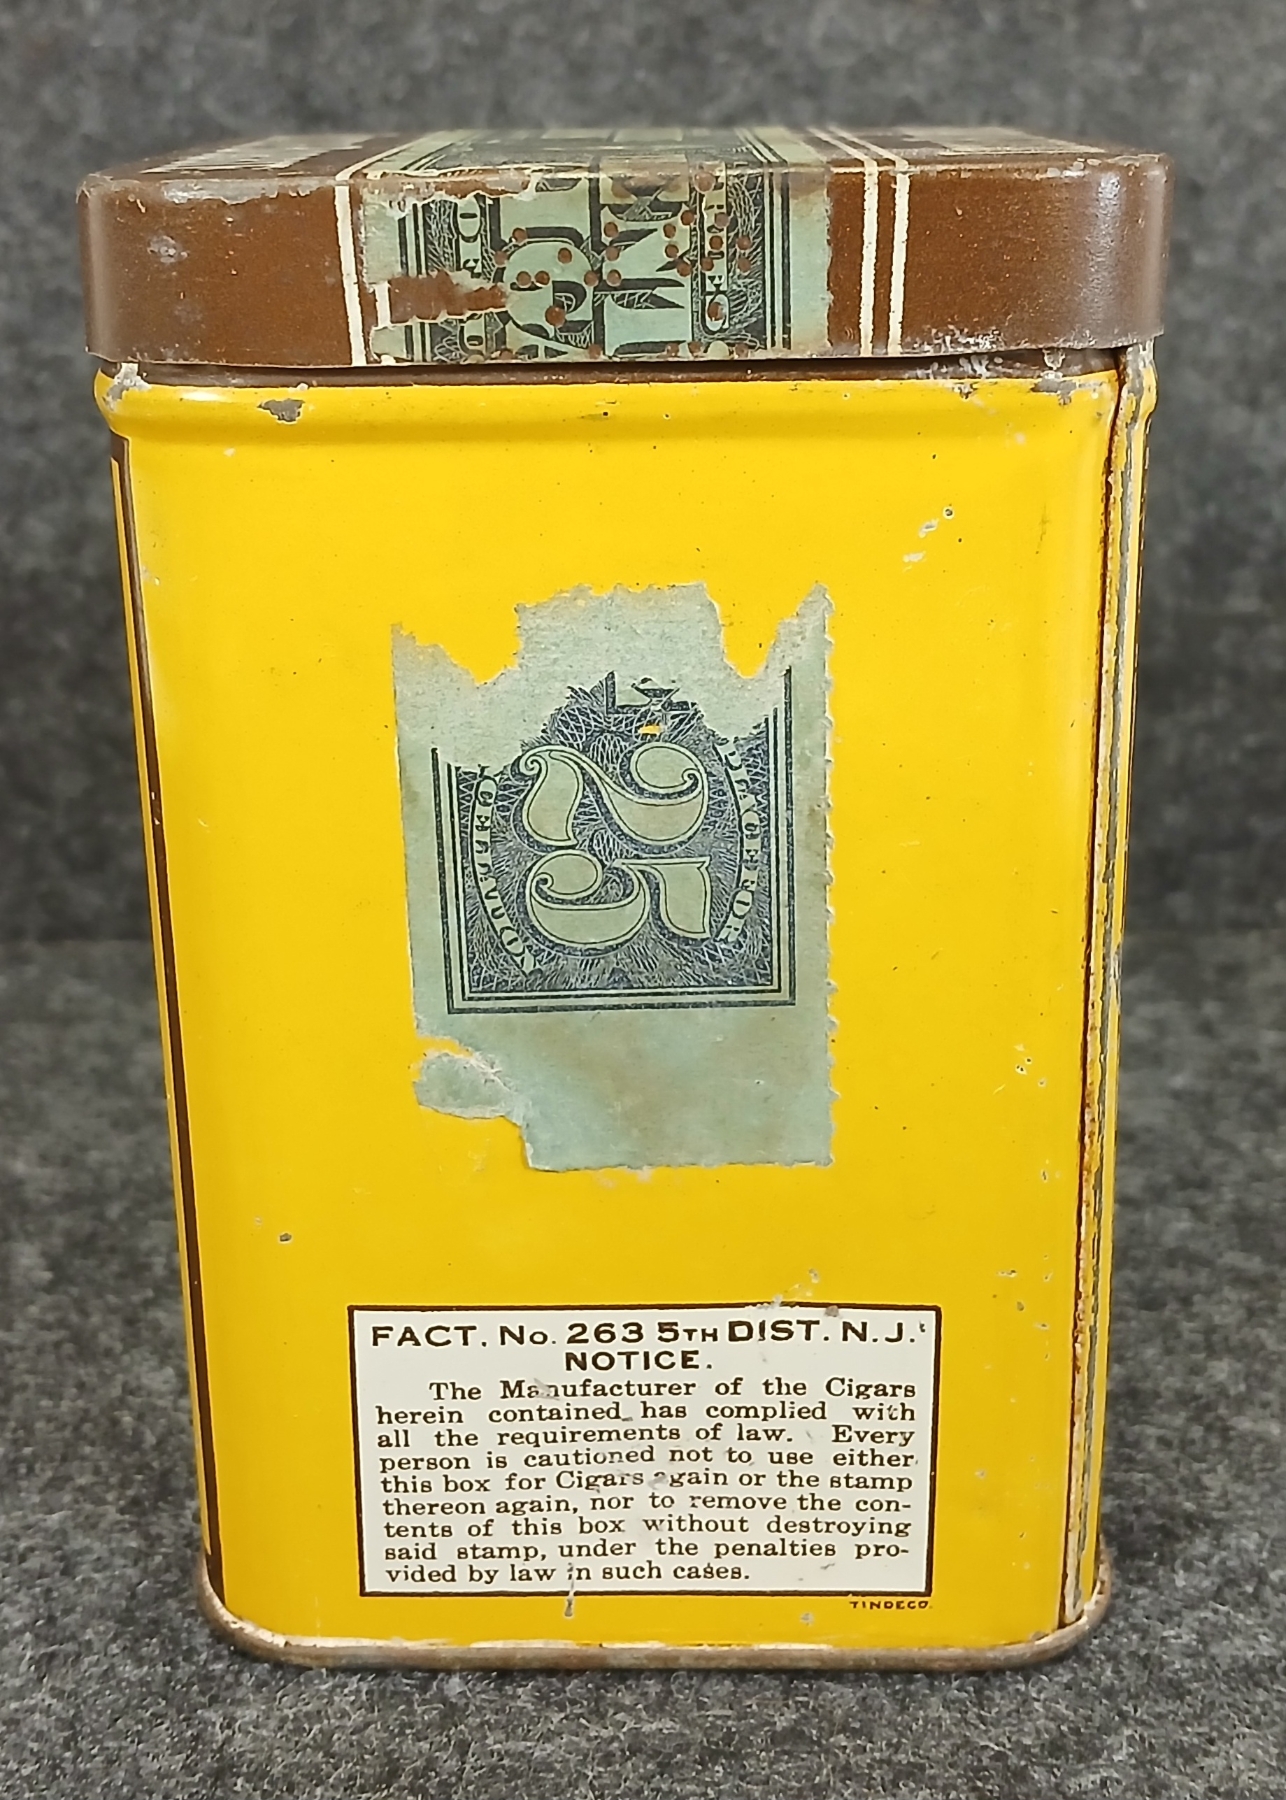 25
FACT. No. 263 5TH DIST. N.J.
NOTICE.
The Manufacturer of the Cigars
herein contained has complied with
all the requirements of law. Every
person is cautioned not to use either
this box for Cigars again or the stamp
thereon again, nor to remove the con-
tents of this box without destroying
said stamp, under the penalties pro-
vided by law in such cases.
TINDECO.